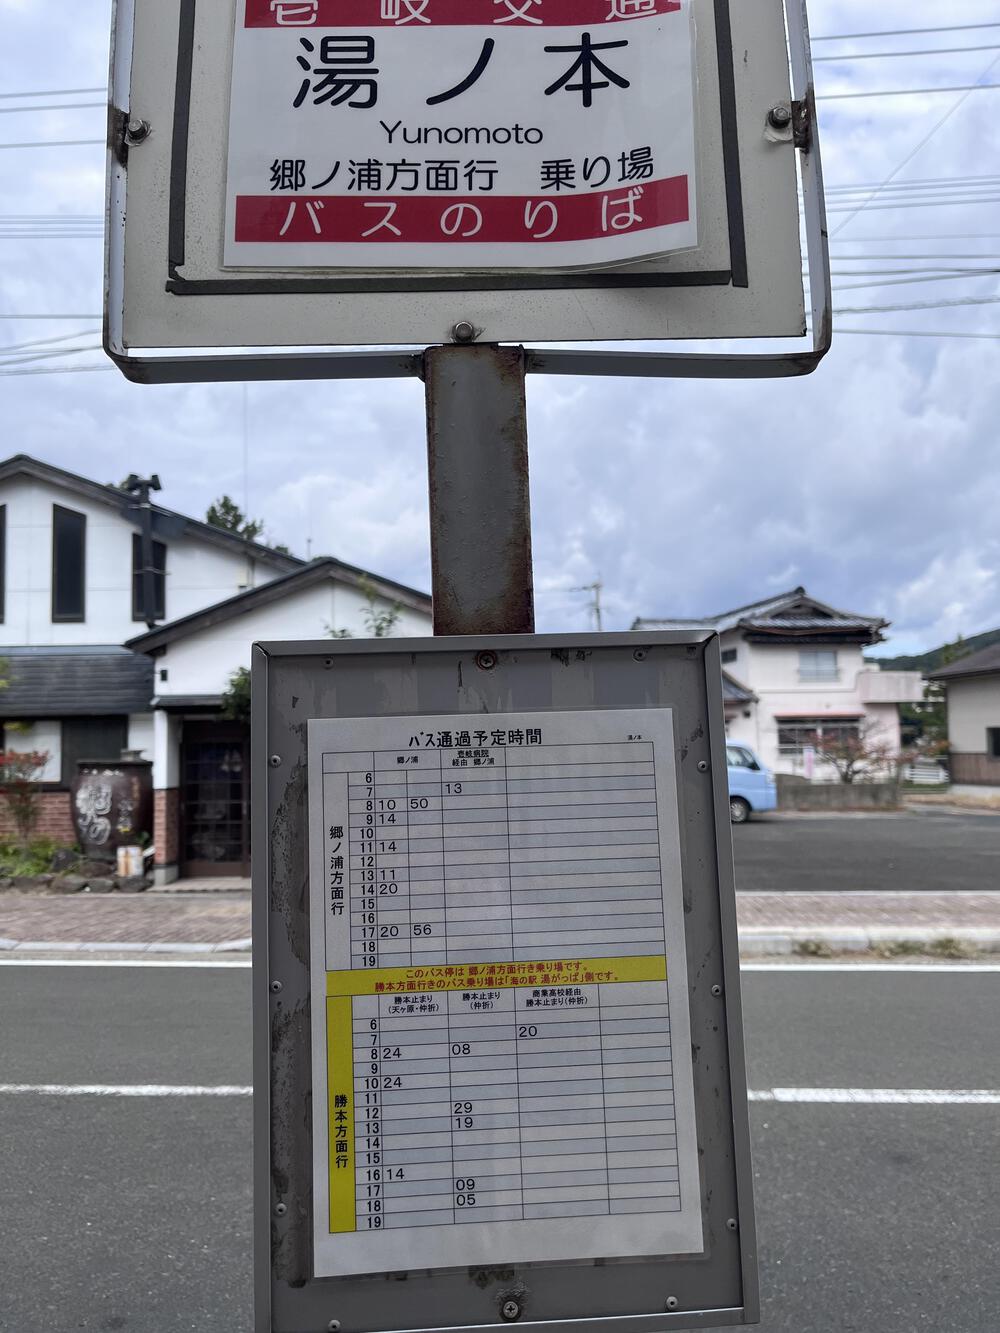 壱岐交通
湯ノ本
Yunomoto
郷ノ浦方面行 乗り場
バスのりば
バス通過予定時間 湯ノ本
郷ノ浦 壱岐病院経由 郷ノ浦
郷ノ浦方面行
6
7 13
8 10 50
9 14
10
11 14
12
13 11
14 20
15
16
17 20 56
18
19
このバス停は 郷ノ浦方面行き乗り場です。
勝本方面行きのバス乗り場は「海の駅 湯がっぱ」側です。
勝本止まり（天ヶ原・仲折） 勝本止まり（仲折） 商業高校経由 勝本止まり（仲折）
勝本方面行
6
7 20
8 24 08
9
10 24
11
12 29
13 19
14
15
16 14
17 09
18 05
19